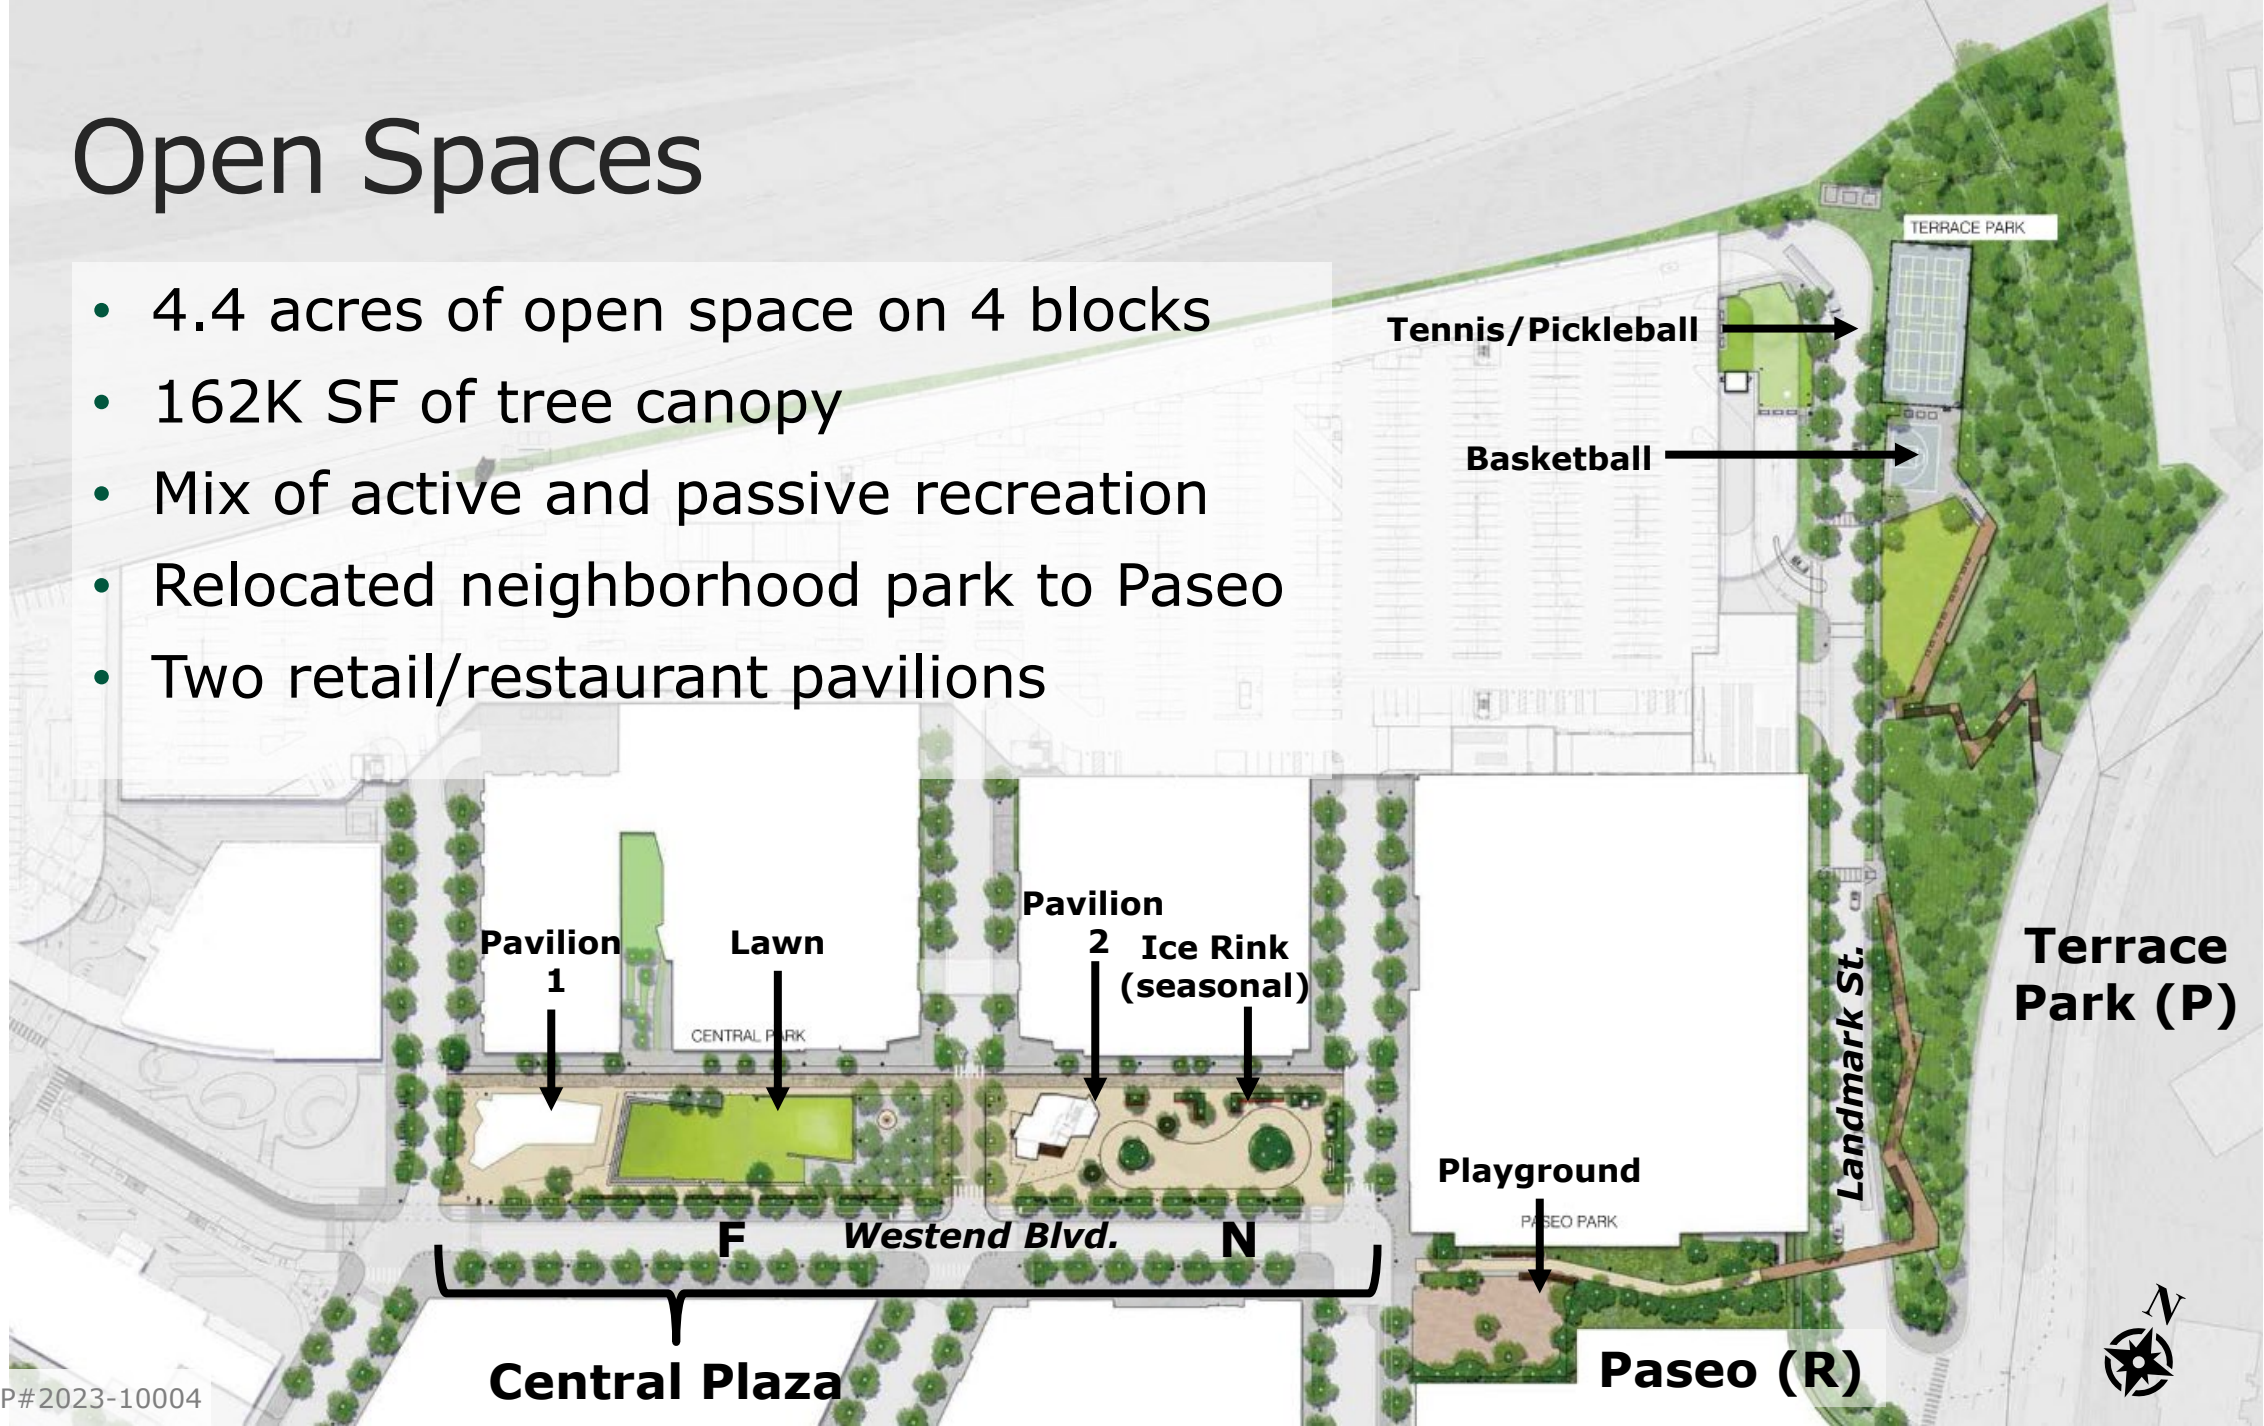 Open Spaces
• 4.4 acres of open space on 4 blocks
• 162K SF of tree canopy
• Mix of active and passive recreation
• Relocated neighborhood park to Paseo
• Two retail/restaurant pavilions
TERRACE PARK
Tennis/Pickleball
Basketball
Pavilion
1
Lawn
Pavilion
2
Ice Rink
(seasonal)
CENTRAL PARK
Landmark St.
Terrace
Park (P)
Playground
PASEO PARK
F
Westend Blvd.
N
Central Plaza
Paseo (R)
N
P#2023-10004